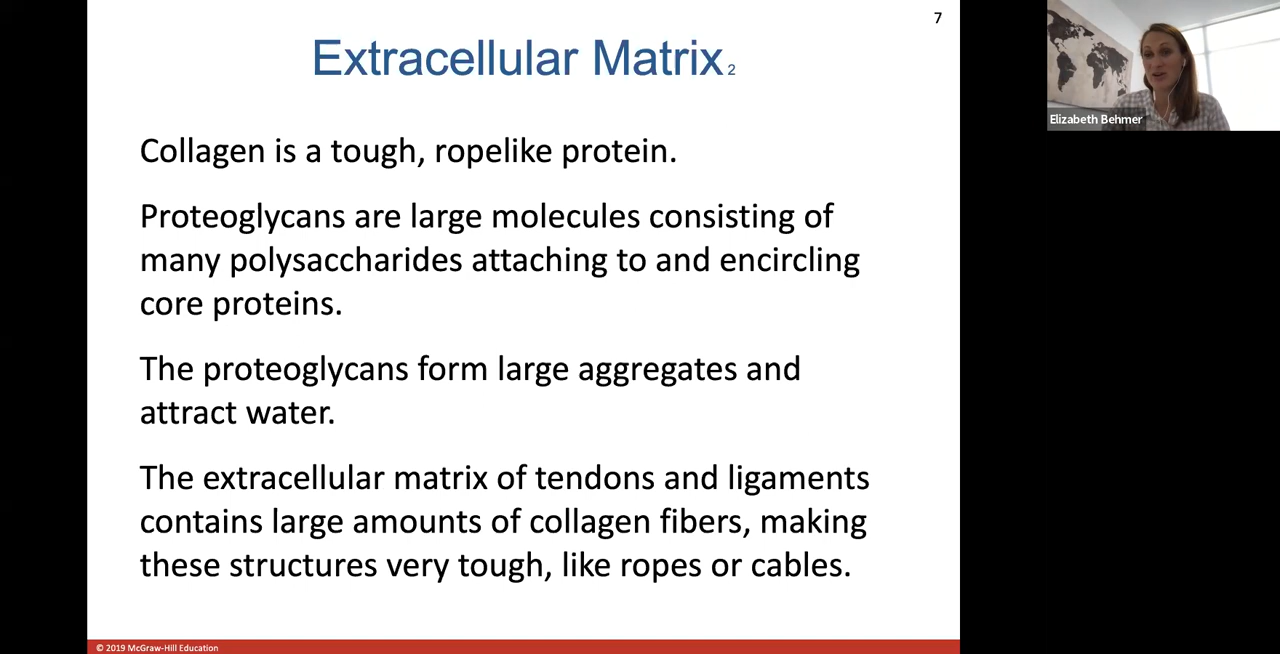 7
Extracellular Matrix 2
Elizabeth Behmer
Collagen is a tough, ropelike protein.
Proteoglycans are large molecules consisting of
many polysaccharides attaching to and encircling
core proteins.
The proteoglycans form large aggregates and
attract water.
The extracellular matrix of tendons and ligaments
contains large amounts of collagen fibers, making
these structures very tough, like ropes or cables.
© 2019 McGraw-Hill Education